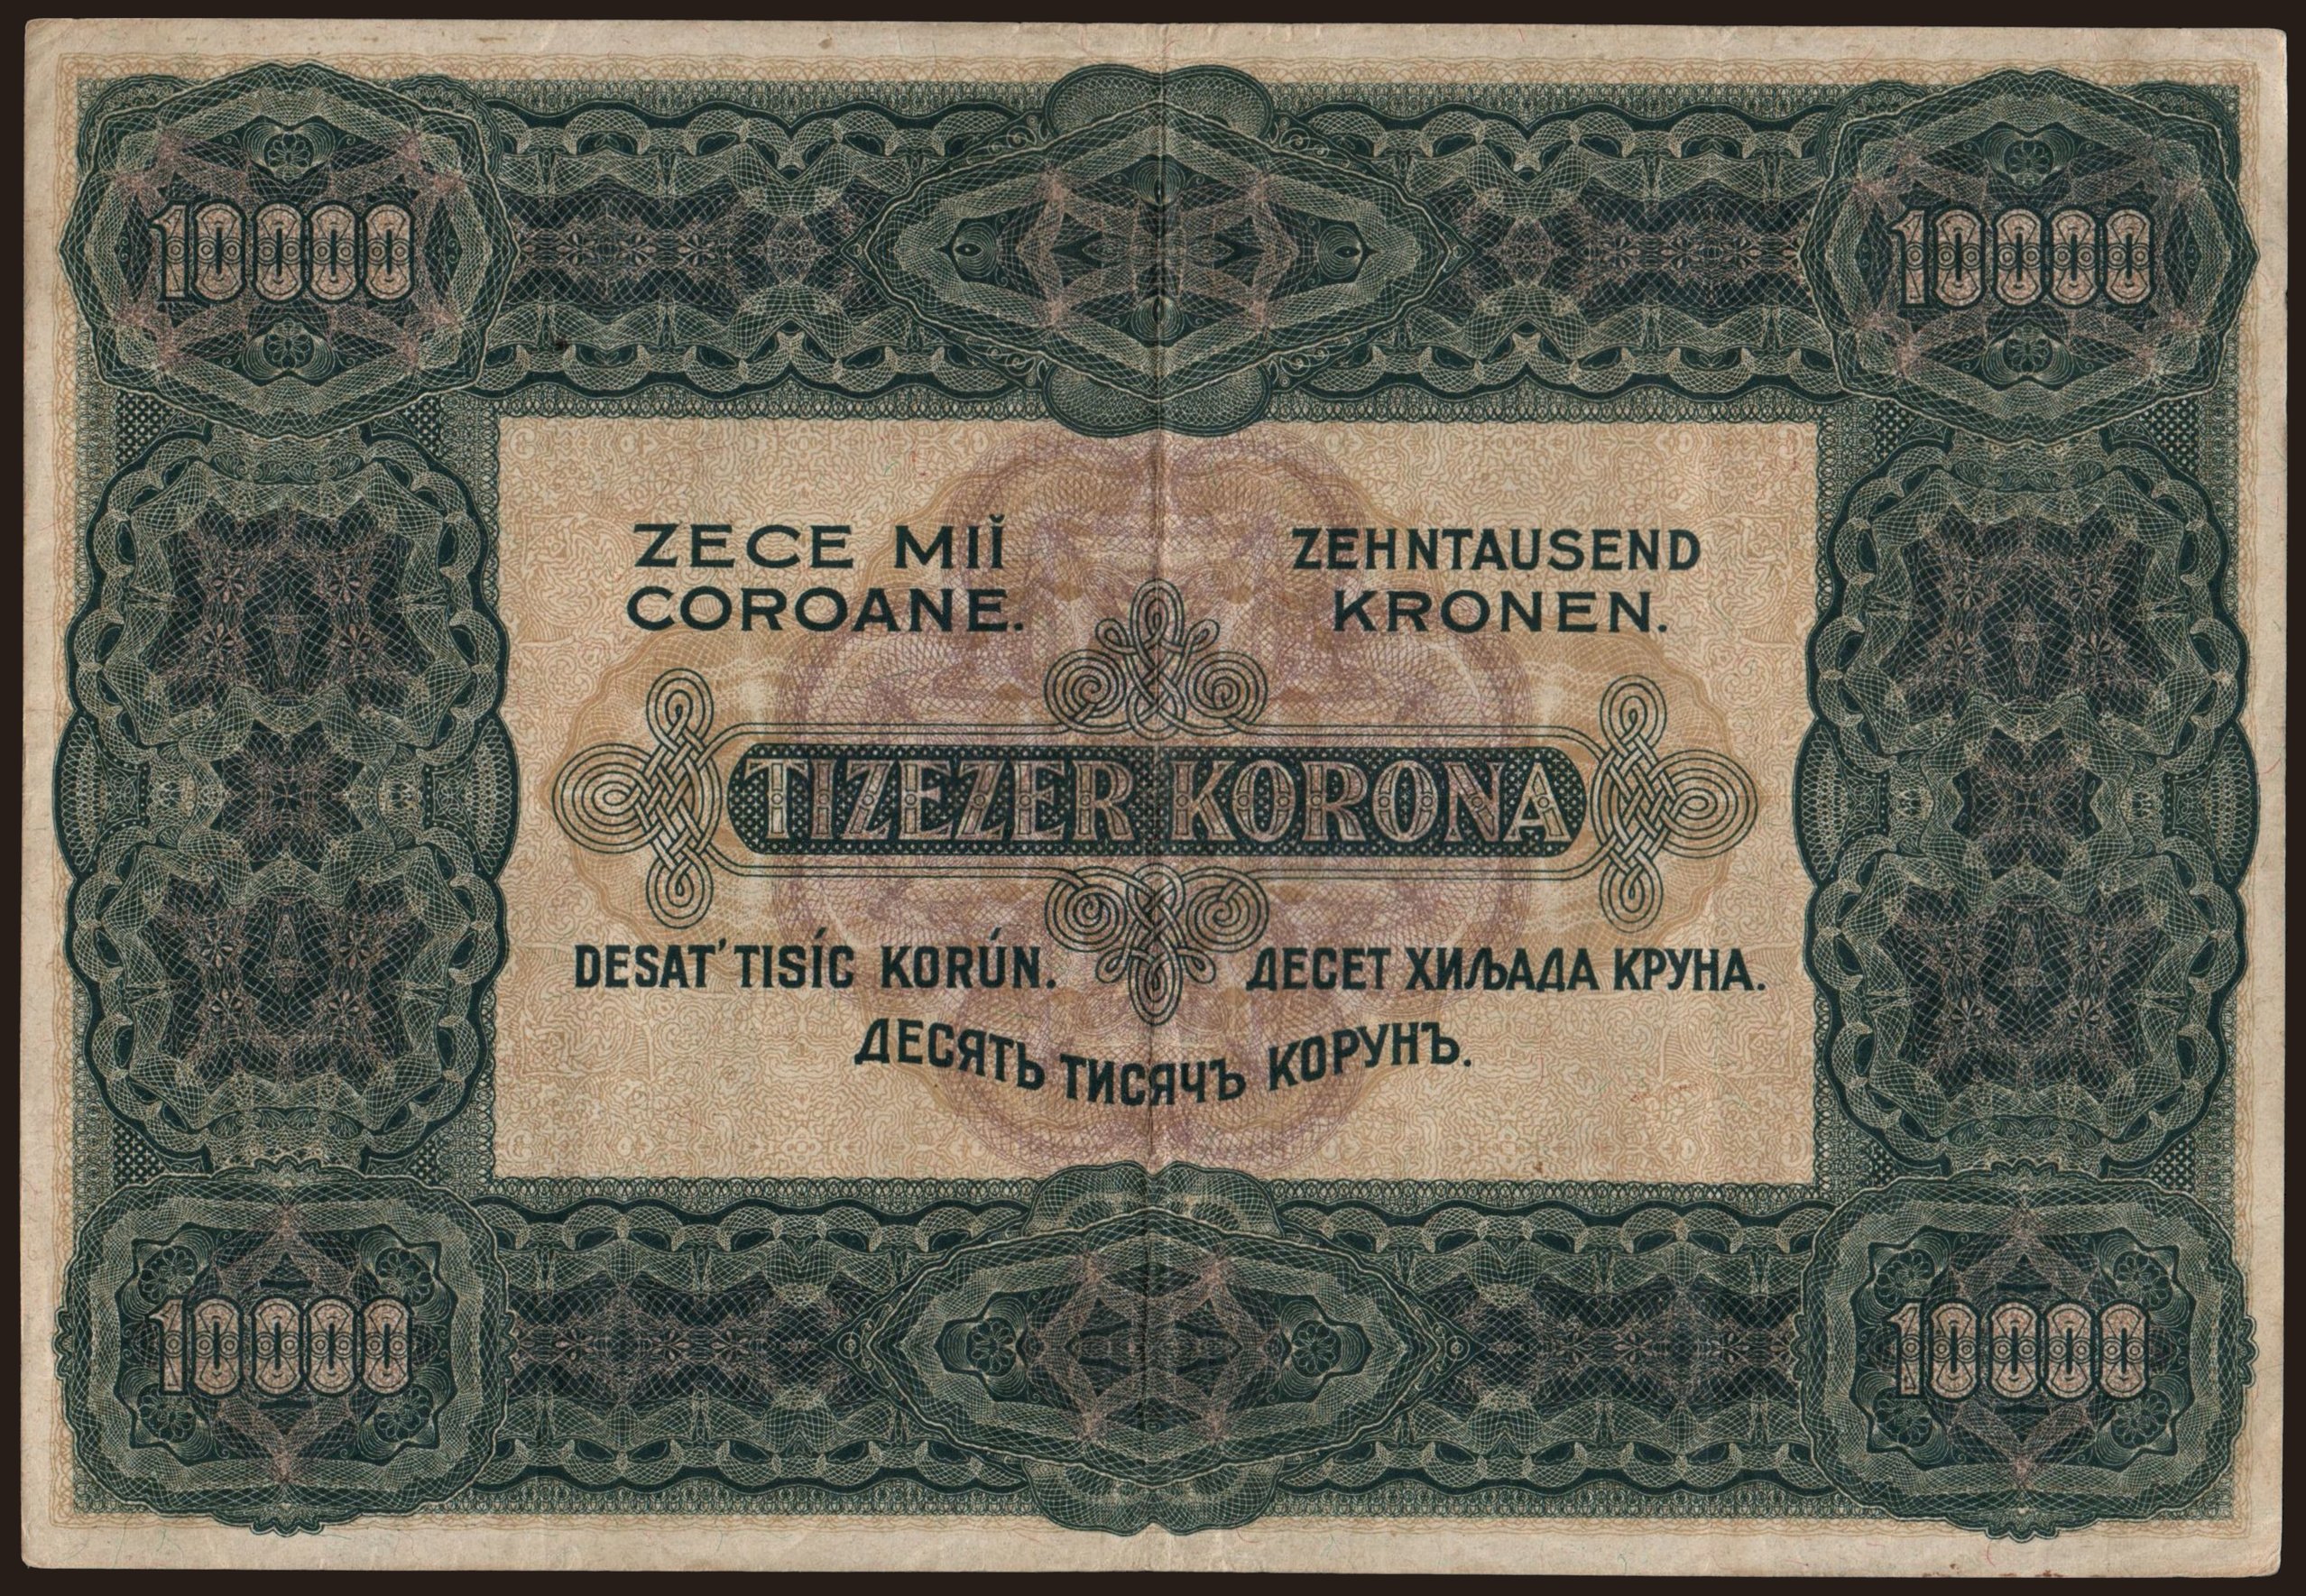 10000
10000
ZECE MIĬ
COROANE.
ZEHNTAUSEND
KRONEN.
TIZEZER KORONA
DESAT' TISÍC KORÚN.
ДЕСЕТ ХИЉАДА КРУНА.
ДЕСЯТЬ ТИСЯЧЪ КОРУНЪ.
10000
10000